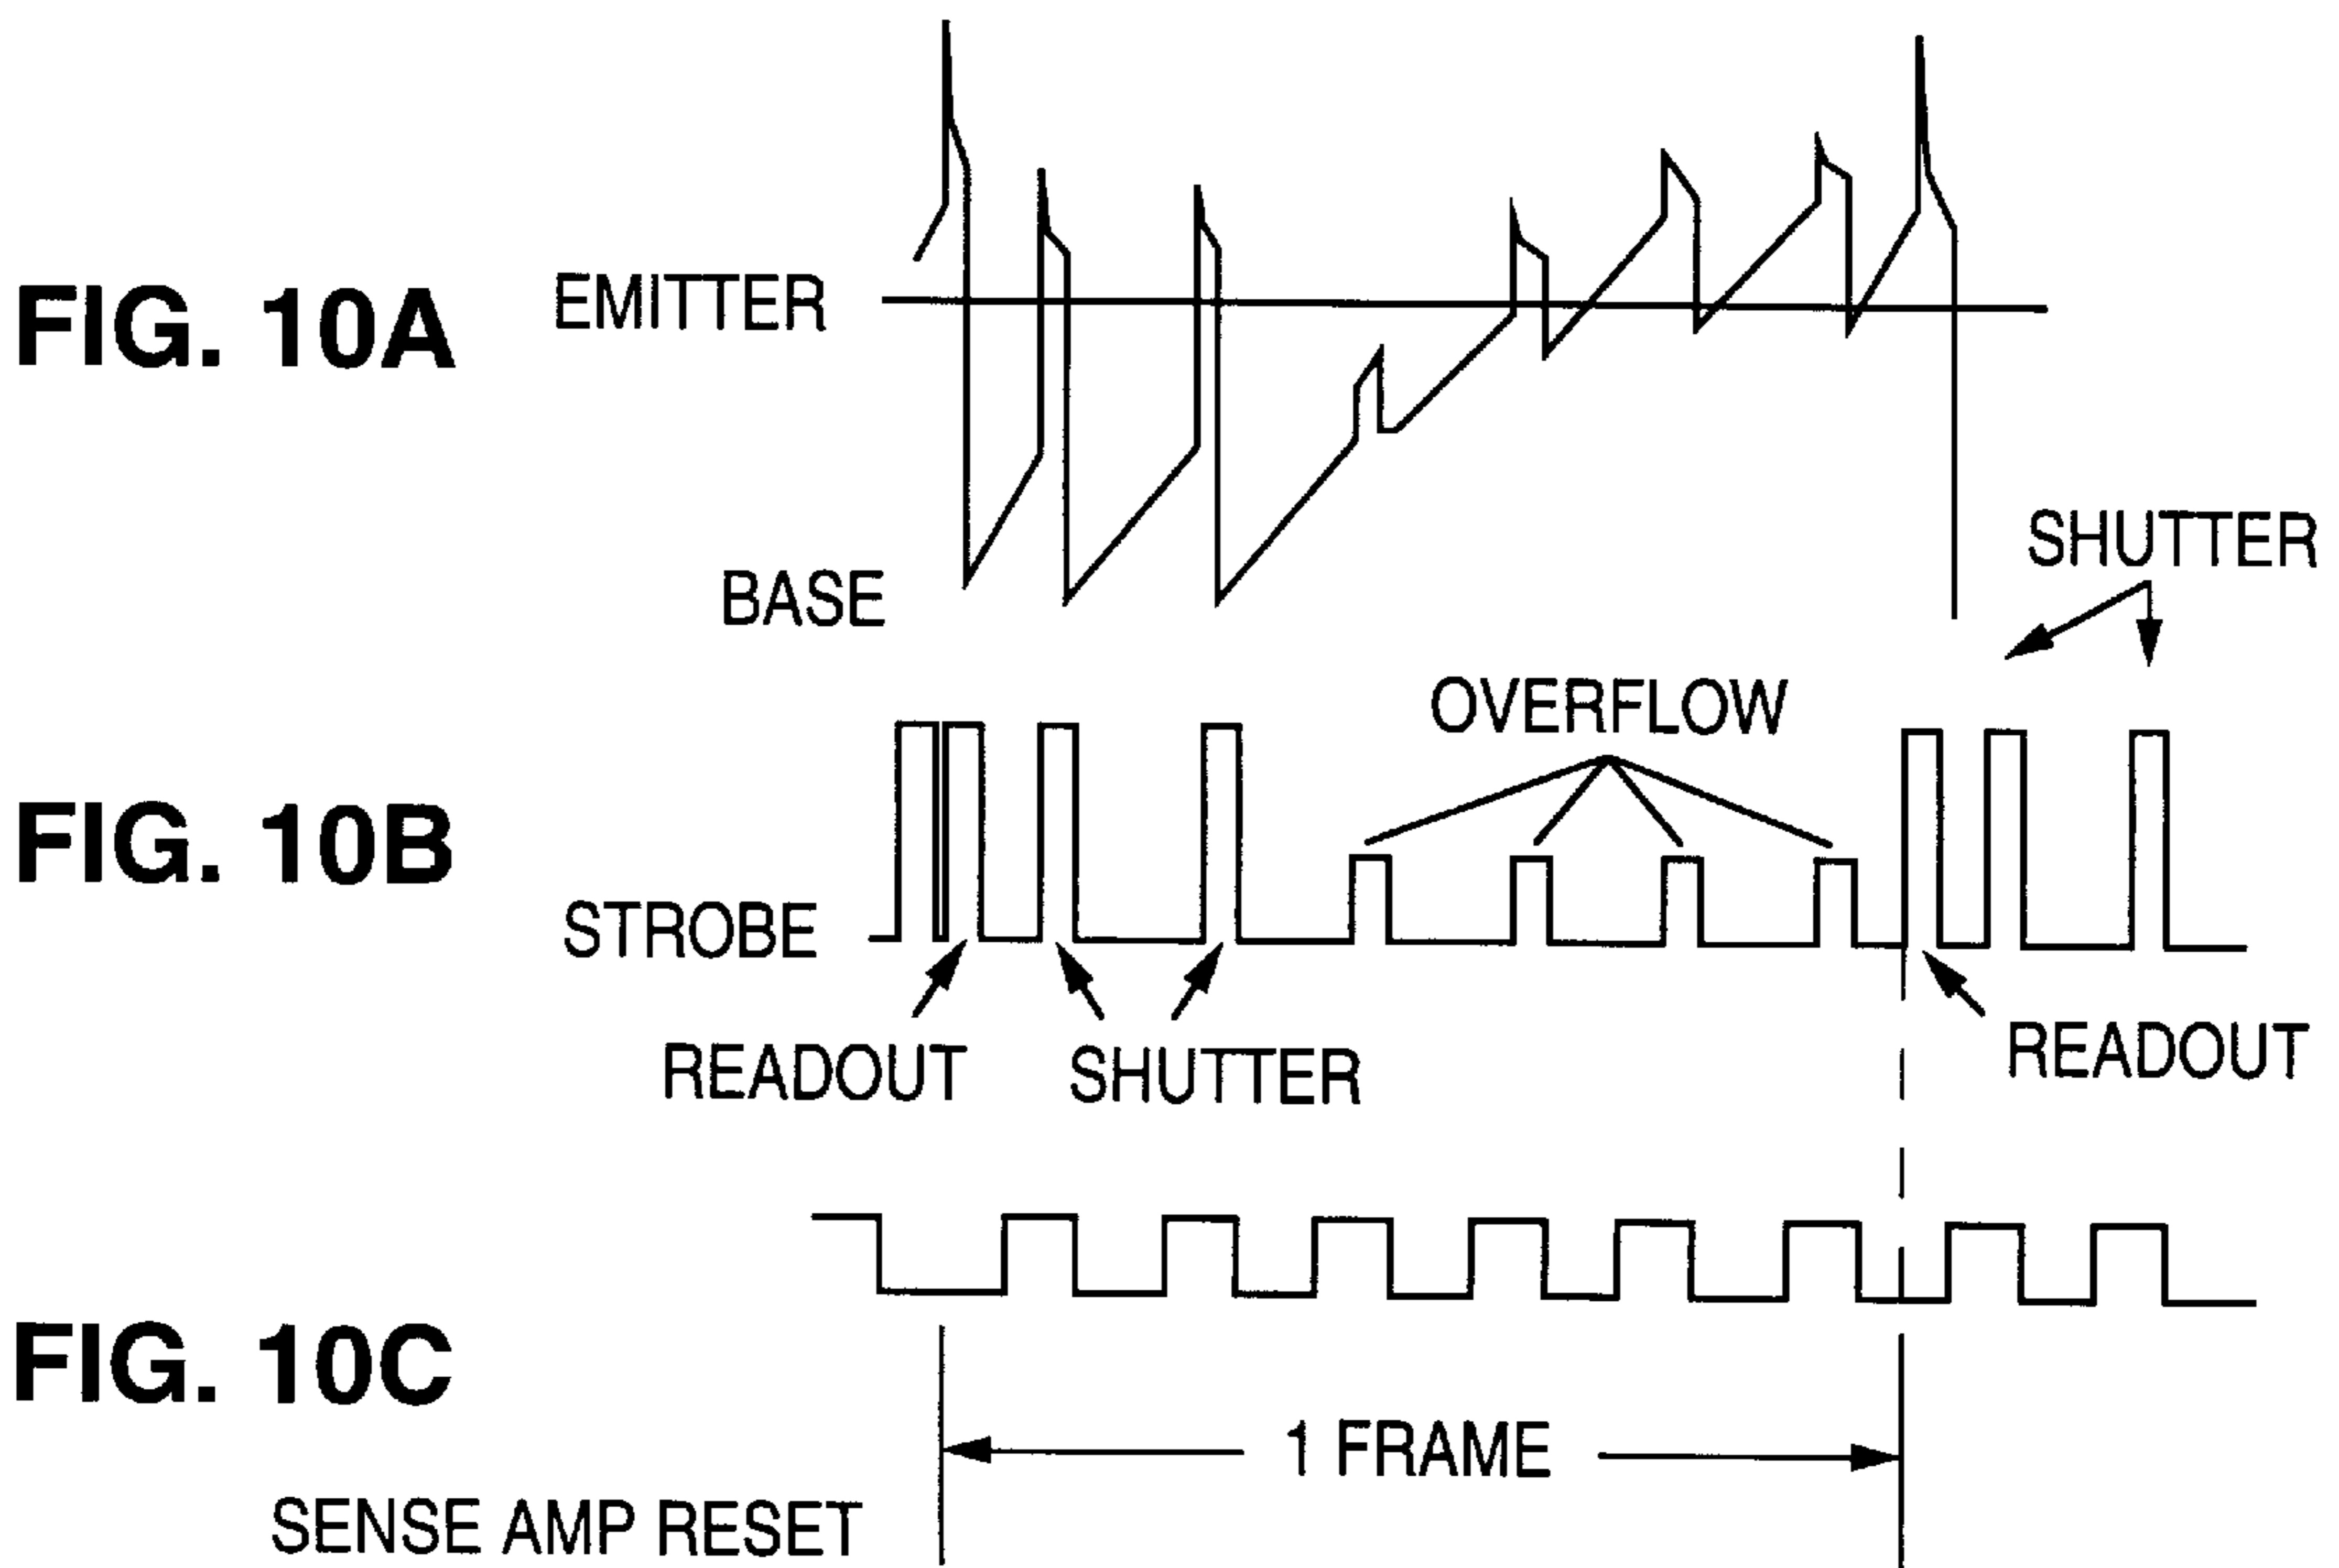 FIG. 10A
EMITTER
BASE
SHUTTER
OVERFLOW
FIG. 10B
STROBE
READOUT
SHUTTER
READOUT
FIG. 10C
1 FRAME
SENSE AMP RESET